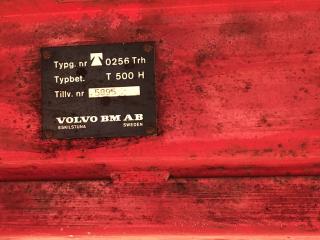 Typg. nr 0256 Trh
Typbet. T 500 H
Tillv. nr 5995
VOLVO BM AB
ESKILSTUNA SWEDEN